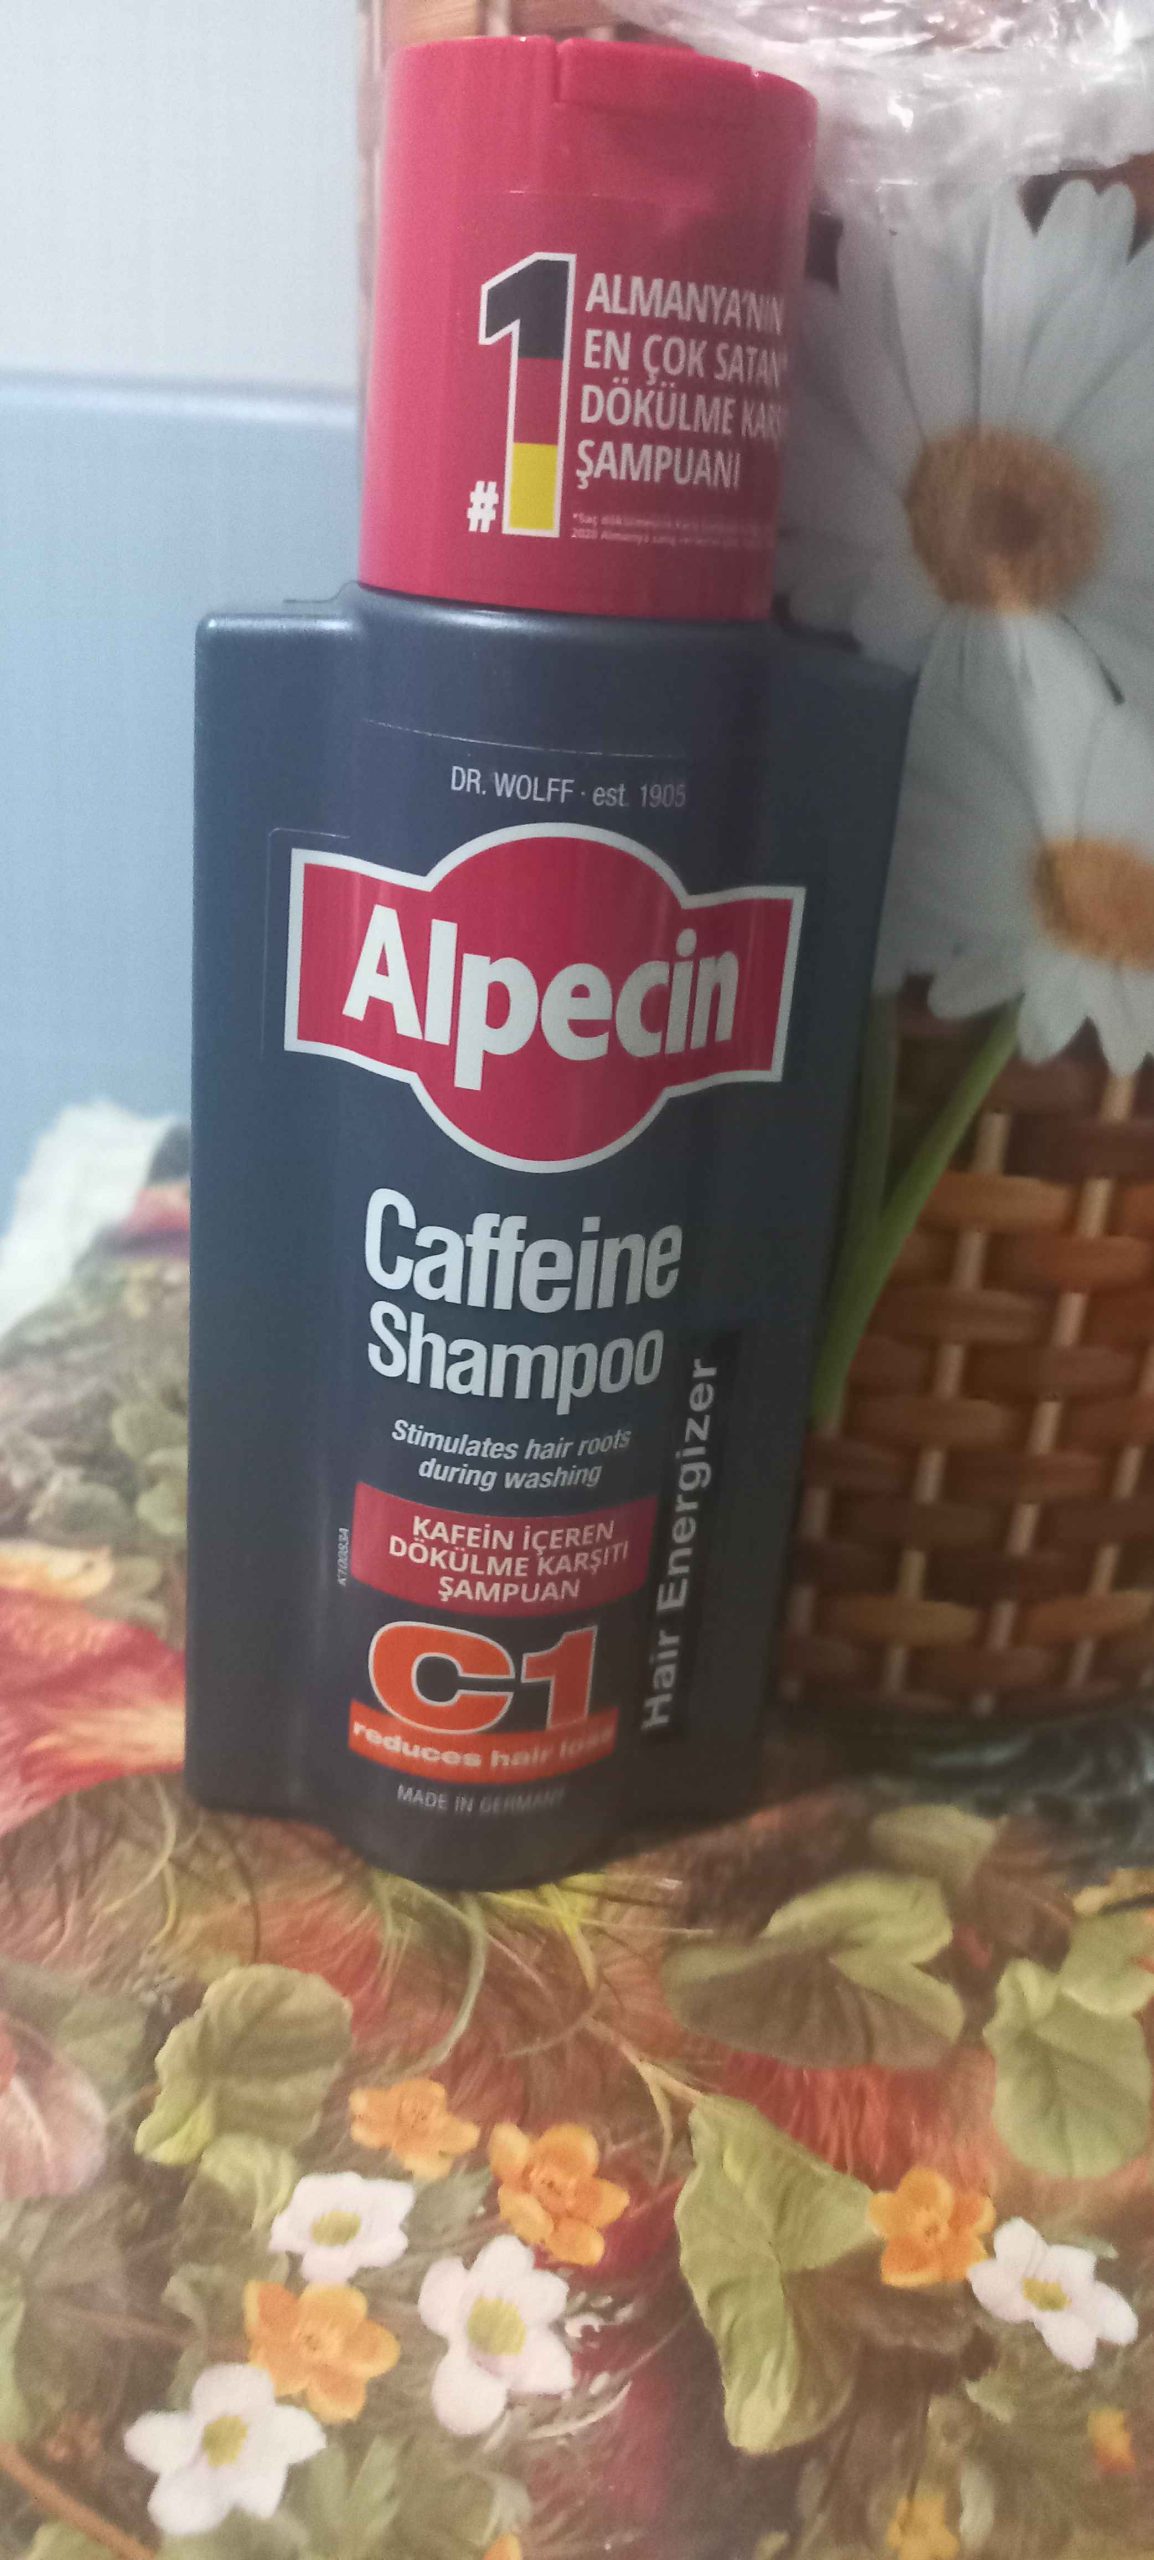 #1
ALMANYA'NIN
EN ÇOK SATAN*
DÖKÜLME
ŞAMPUANI
DR. WOLFF · est. 1905
Alpecin
Caffeine
Shampoo
Stimulates hair roots
during washing
Hair Energizer
KAFEİN İÇEREN
DÖKÜLME KARŞITI
ŞAMPUAN
C1
reduces hair loss
MADE IN GERMANY